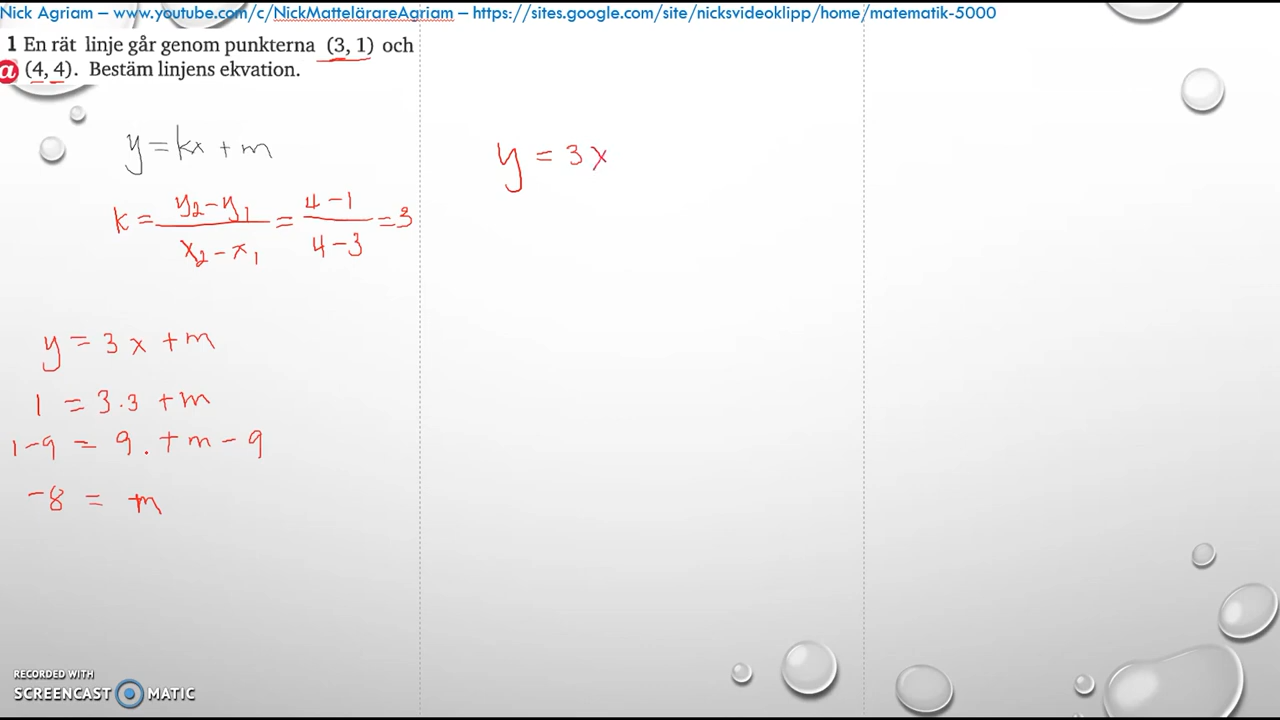 Nick Agriam – www.youtube.com/c/NickMattelärareAgriam – https://sites.google.com/site/nicksvideoklipp/home/matematik-5000
1 En rät linje går genom punkterna (3, 1) och
a (4, 4). Bestäm linjens ekvation.
y = kx + m
k = (y₂ - y₁)/(x₂ - x₁) = (4 - 1)/(4 - 3) = 3
y = 3x + m
1 = 3·3 + m
1 - 9 = 9. + m - 9
-8 = m
y = 3x
RECORDED WITH
SCREENCAST MATIC